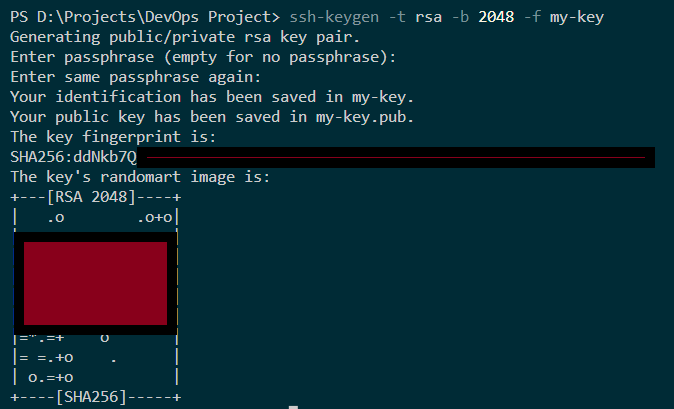 PS D:\Projects\DevOps Project> ssh-keygen -t rsa -b 2048 -f my-key
Generating public/private rsa key pair.
Enter passphrase (empty for no passphrase):
Enter same passphrase again:
Your identification has been saved in my-key.
Your public key has been saved in my-key.pub.
The key fingerprint is:
SHA256:ddNkb7Q
The key's randomart image is:
+---[RSA 2048]----+
|   .o        .o+o|
|=*.=+    o       |
|= =.+o    .      |
| o.=+o           |
+----[SHA256]-----+